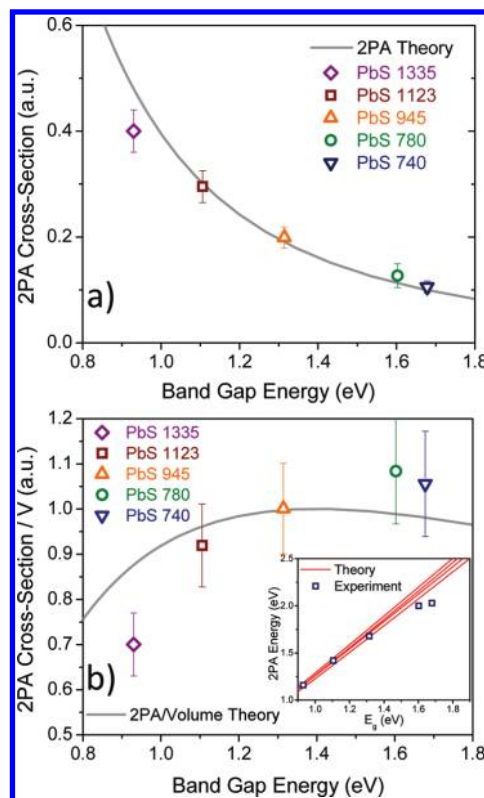 0.6
2PA Theory
PbS 1335
PbS 1123
PbS 945
PbS 780
PbS 740
0.4
0.2
0.0
2PA Cross-Section (a.u.)
a)
0.8 1.0 1.2 1.4 1.6 1.8
Band Gap Energy (eV)
1.2
PbS 1335
PbS 1123
PbS 945
PbS 780
PbS 740
1.1
1.0
0.9
0.8
0.7
0.6
0.5
2PA Cross-Section / V (a.u.)
2.5
Theory
Experiment
2.0
1.5
1.0
2PA Energy (eV)
1.0 1.2 1.4 1.6 1.8
E_g (eV)
b)
2PA/Volume Theory
0.8 1.0 1.2 1.4 1.6 1.8
Band Gap Energy (eV)